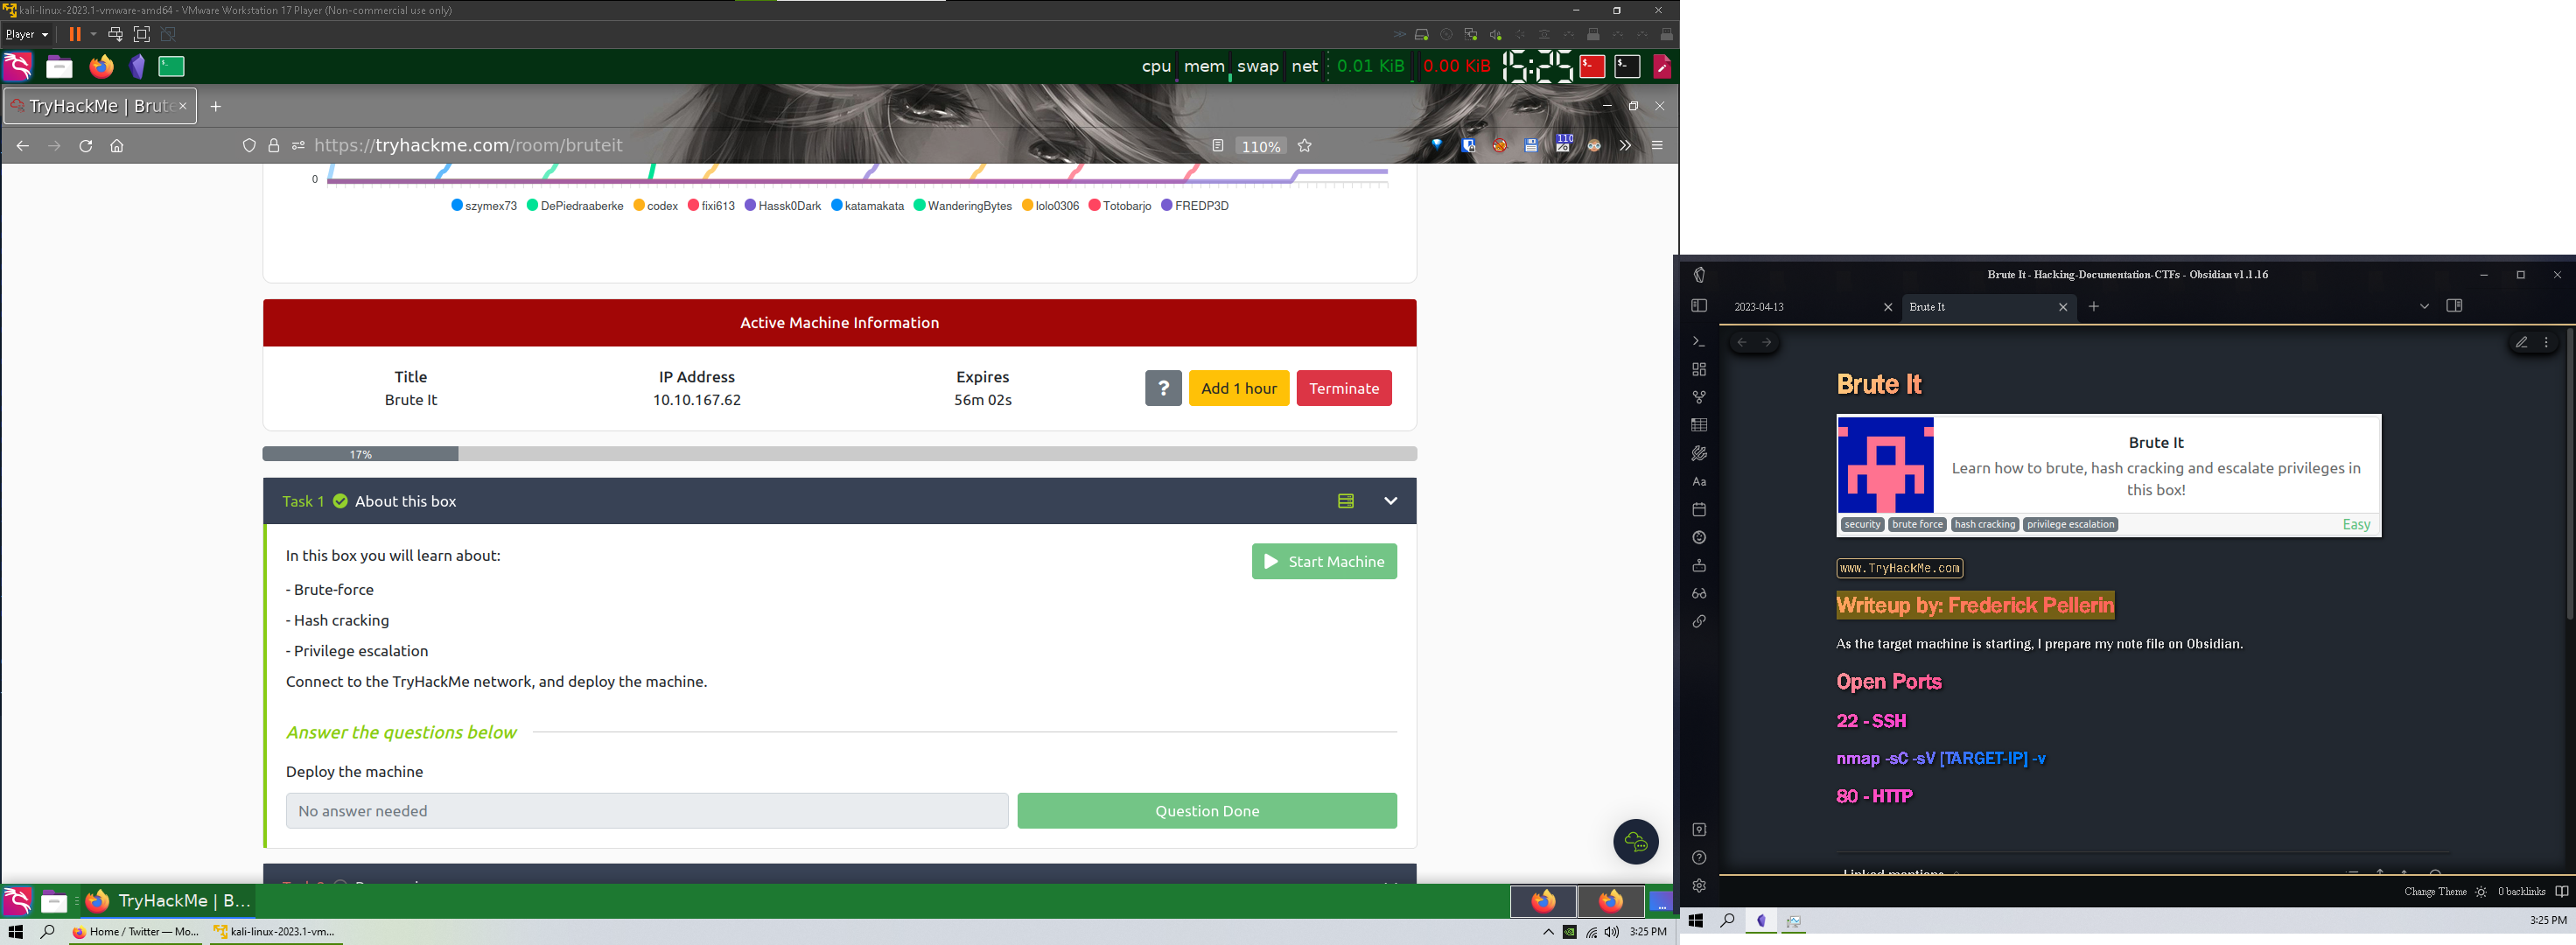 kali-linux-2023.1-vmware-amd64 - VMware Workstation 17 Player (Non-commercial use only)
Player
cpu mem swap net 0.01 KiB 0.00 KiB 15:25
TryHackMe | Brute
https://tryhackme.com/room/bruteit
110%
110
0
szymex73 DePiedraaberke codex fixi613 Hassk0Dark katamakata WanderingBytes lolo0306 Totobarjo FREDP3D
Active Machine Information
Title IP Address Expires
Brute It 10.10.167.62 56m 02s
? Add 1 hour Terminate
17%
Task 1 About this box
In this box you will learn about:
Start Machine
- Brute-force
- Hash cracking
- Privilege escalation
Connect to the TryHackMe network, and deploy the machine.
Answer the questions below
Deploy the machine
No answer needed
Question Done
TryHackMe | B...
Home / Twitter — Mo...
kali-linux-2023.1-vm...
3:25 PM
Brute It - Hacking-Documentation-CTFs - Obsidian v1.1.16
2023-04-13
Brute It
Brute It
Brute It
Learn how to brute, hash cracking and escalate privileges in
this box!
security brute force hash cracking privilege escalation Easy
www.TryHackMe.com
Writeup by: Frederick Pellerin
As the target machine is starting, I prepare my note file on Obsidian.
Open Ports
22 - SSH
nmap -sC -sV [TARGET-IP] -v
80 - HTTP
Linked mentions
Change Theme 0 backlinks
3:25 PM